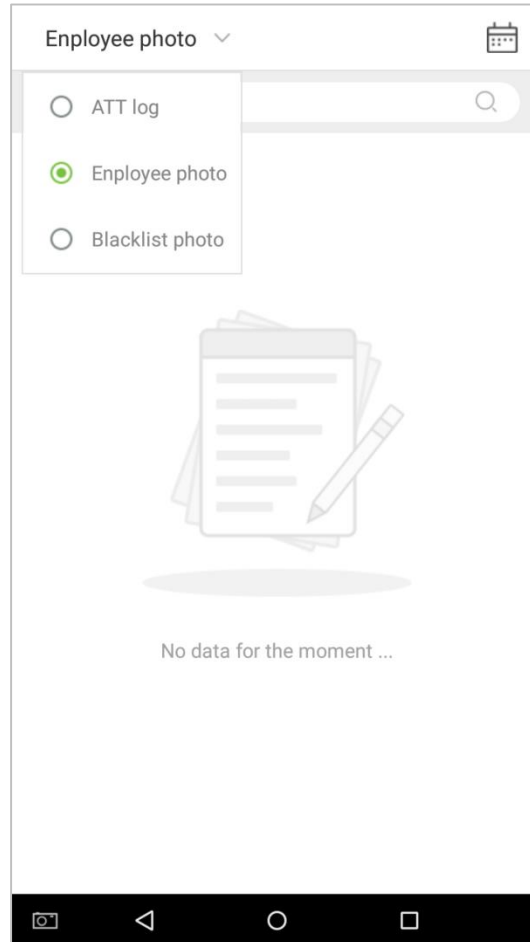 Enployee photo
ATT log
Enployee photo
Blacklist photo
No data for the moment ...